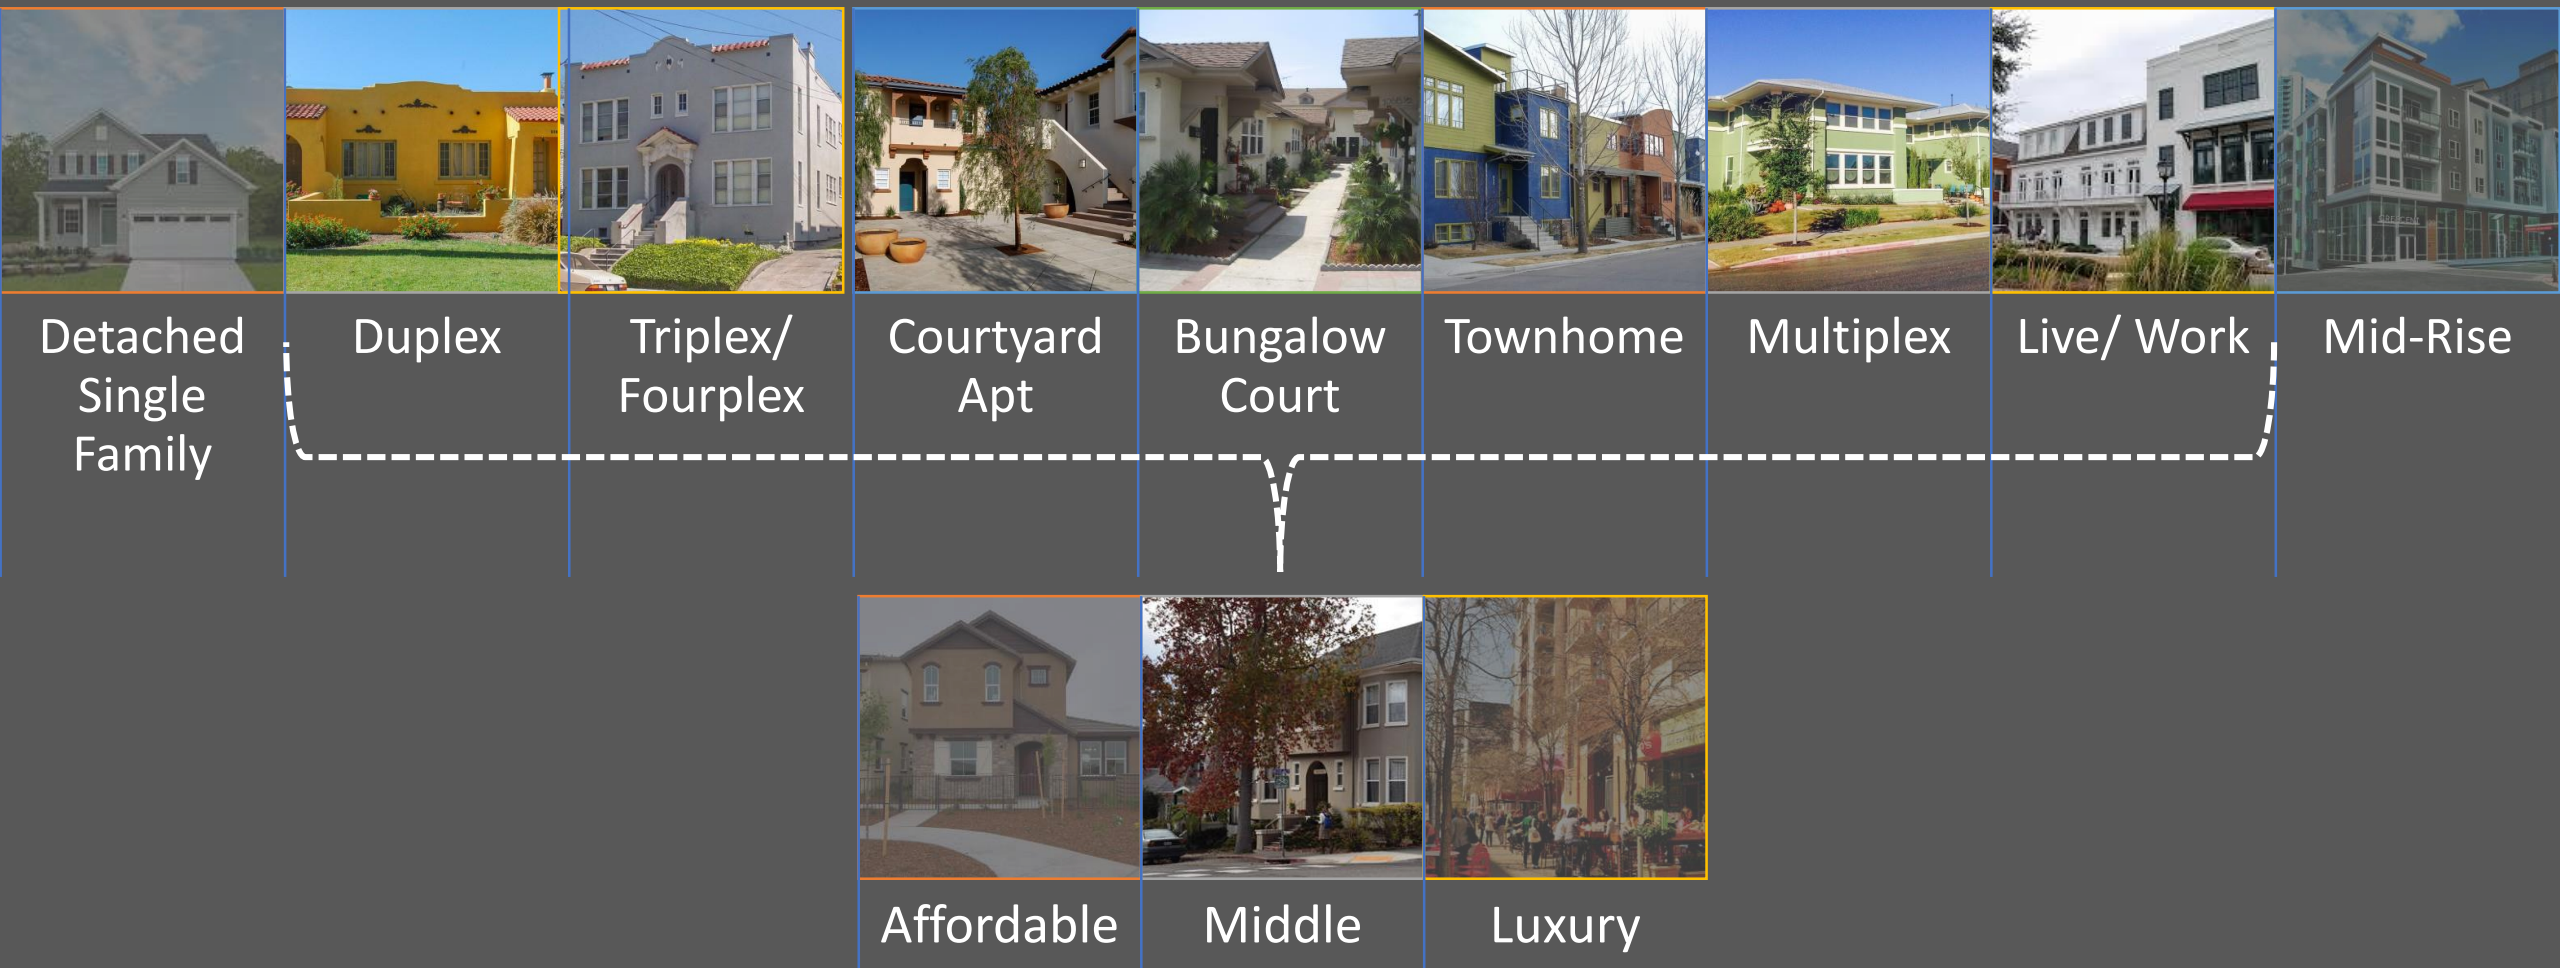 Detached
Single
Family
Duplex
Triplex/
Fourplex
Courtyard
Apt
Bungalow
Court
Townhome
Multiplex
Live/ Work
Mid-Rise
Affordable
Middle
Luxury